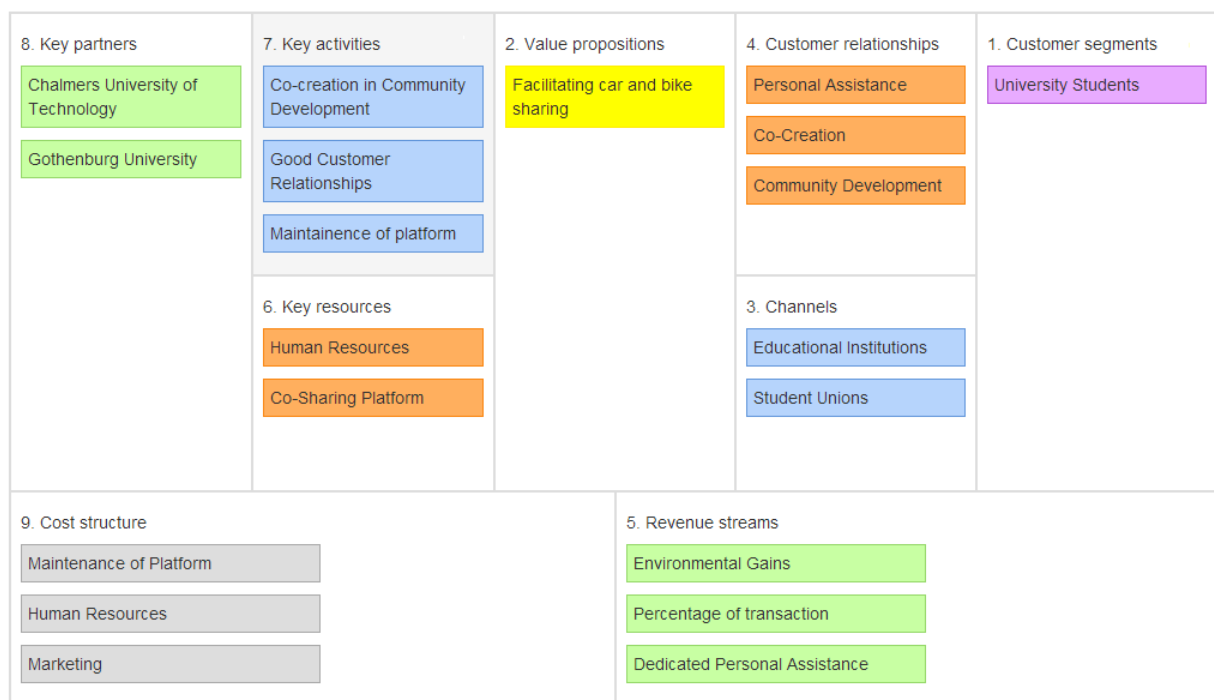 8. Key partners
Chalmers University of
Technology
Gothenburg University
7. Key activities
Co-creation in Community
Development
Good Customer
Relationships
Maintainence of platform
6. Key resources
Human Resources
Co-Sharing Platform
2. Value propositions
Facilitating car and bike
sharing
4. Customer relationships
Personal Assistance
Co-Creation
Community Development
3. Channels
Educational Institutions
Student Unions
1. Customer segments
University Students
9. Cost structure
Maintenance of Platform
Human Resources
Marketing
5. Revenue streams
Environmental Gains
Percentage of transaction
Dedicated Personal Assistance